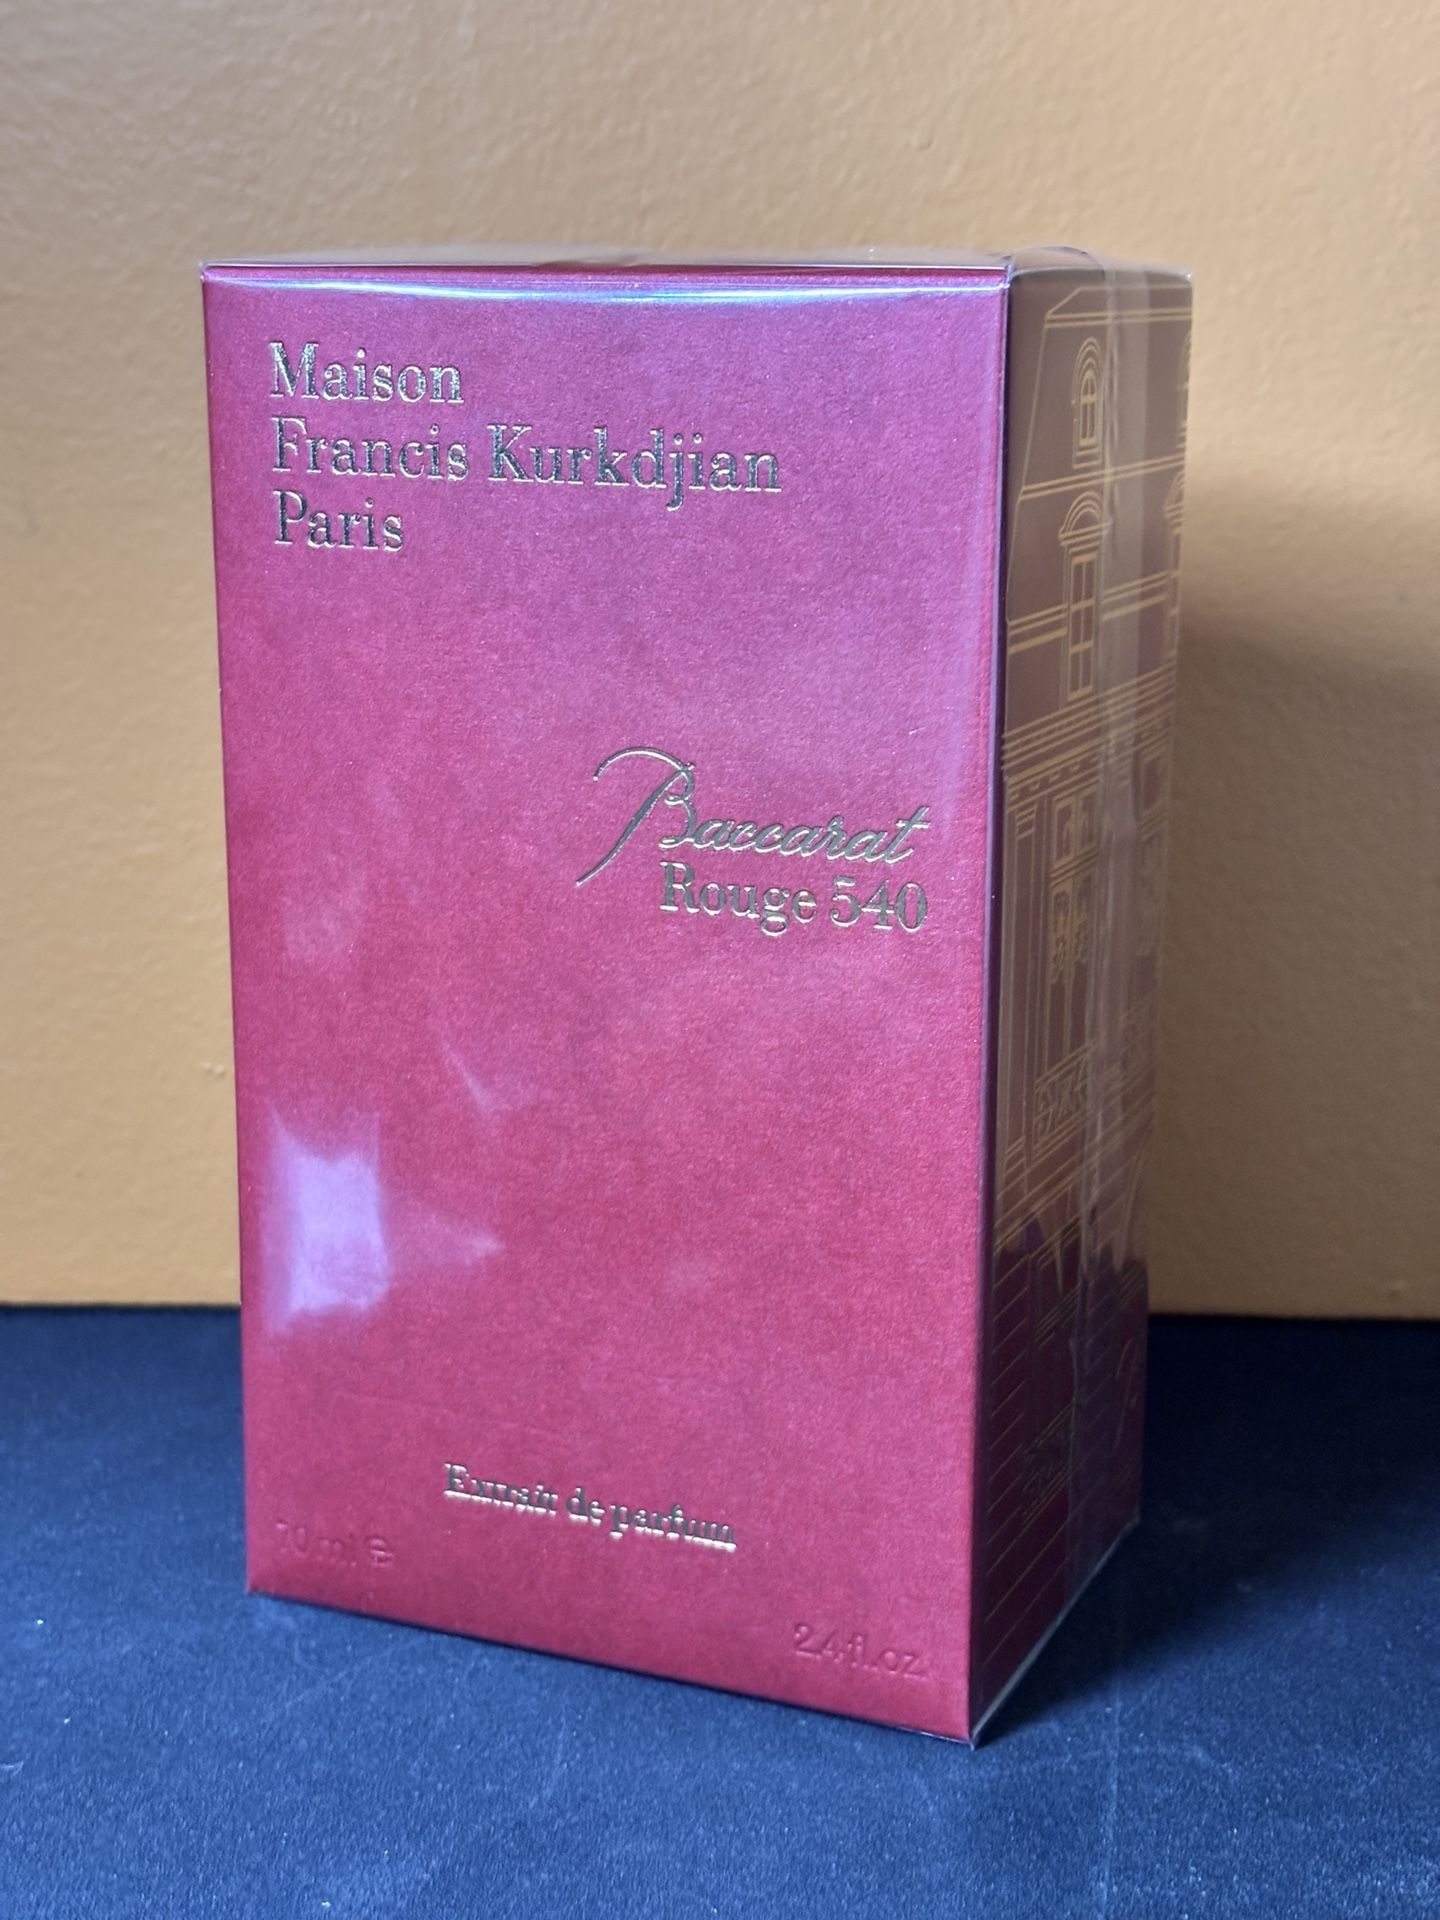 Maison
Francis Kurkdjian
Paris
Baccarat
Rouge 540
Extrait de parfum
70 ml ℮
2.4 fl.oz.